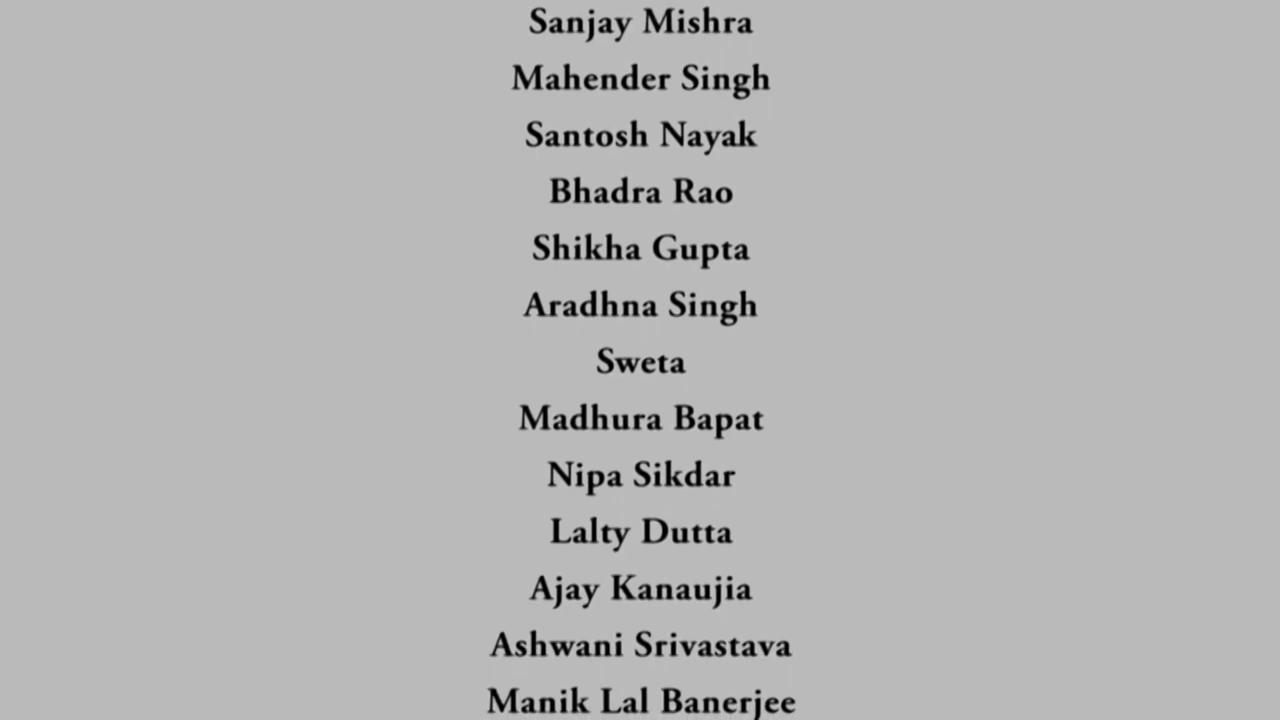 Sanjay Mishra
Mahender Singh
Santosh Nayak
Bhadra Rao
Shikha Gupta
Aradhna Singh
Sweta
Madhura Bapat
Nipa Sikdar
Lalty Dutta
Ajay Kanaujia
Ashwani Srivastava
Manik Lal Banerjee